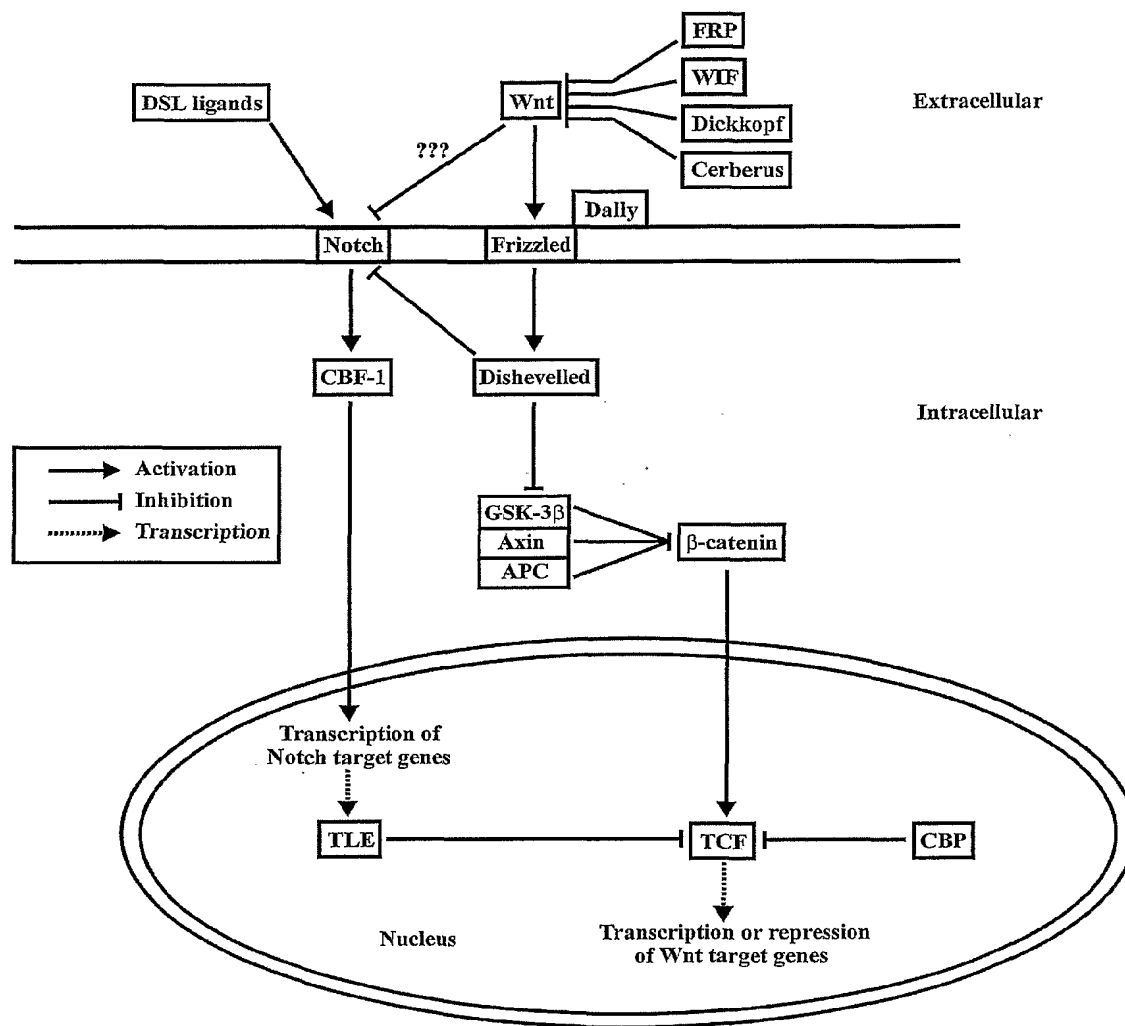 FRP
WIF
DSL ligands
Wnt
Extracellular
Dickkopf
???
Cerberus
Dally
Notch
Frizzled
CBF-1
Dishevelled
Intracellular
Activation
Inhibition
Transcription
GSK-3β
Axin
β-catenin
APC
Transcription of
Notch target genes
TLE
TCF
CBP
Nucleus
Transcription or repression
of Wnt target genes